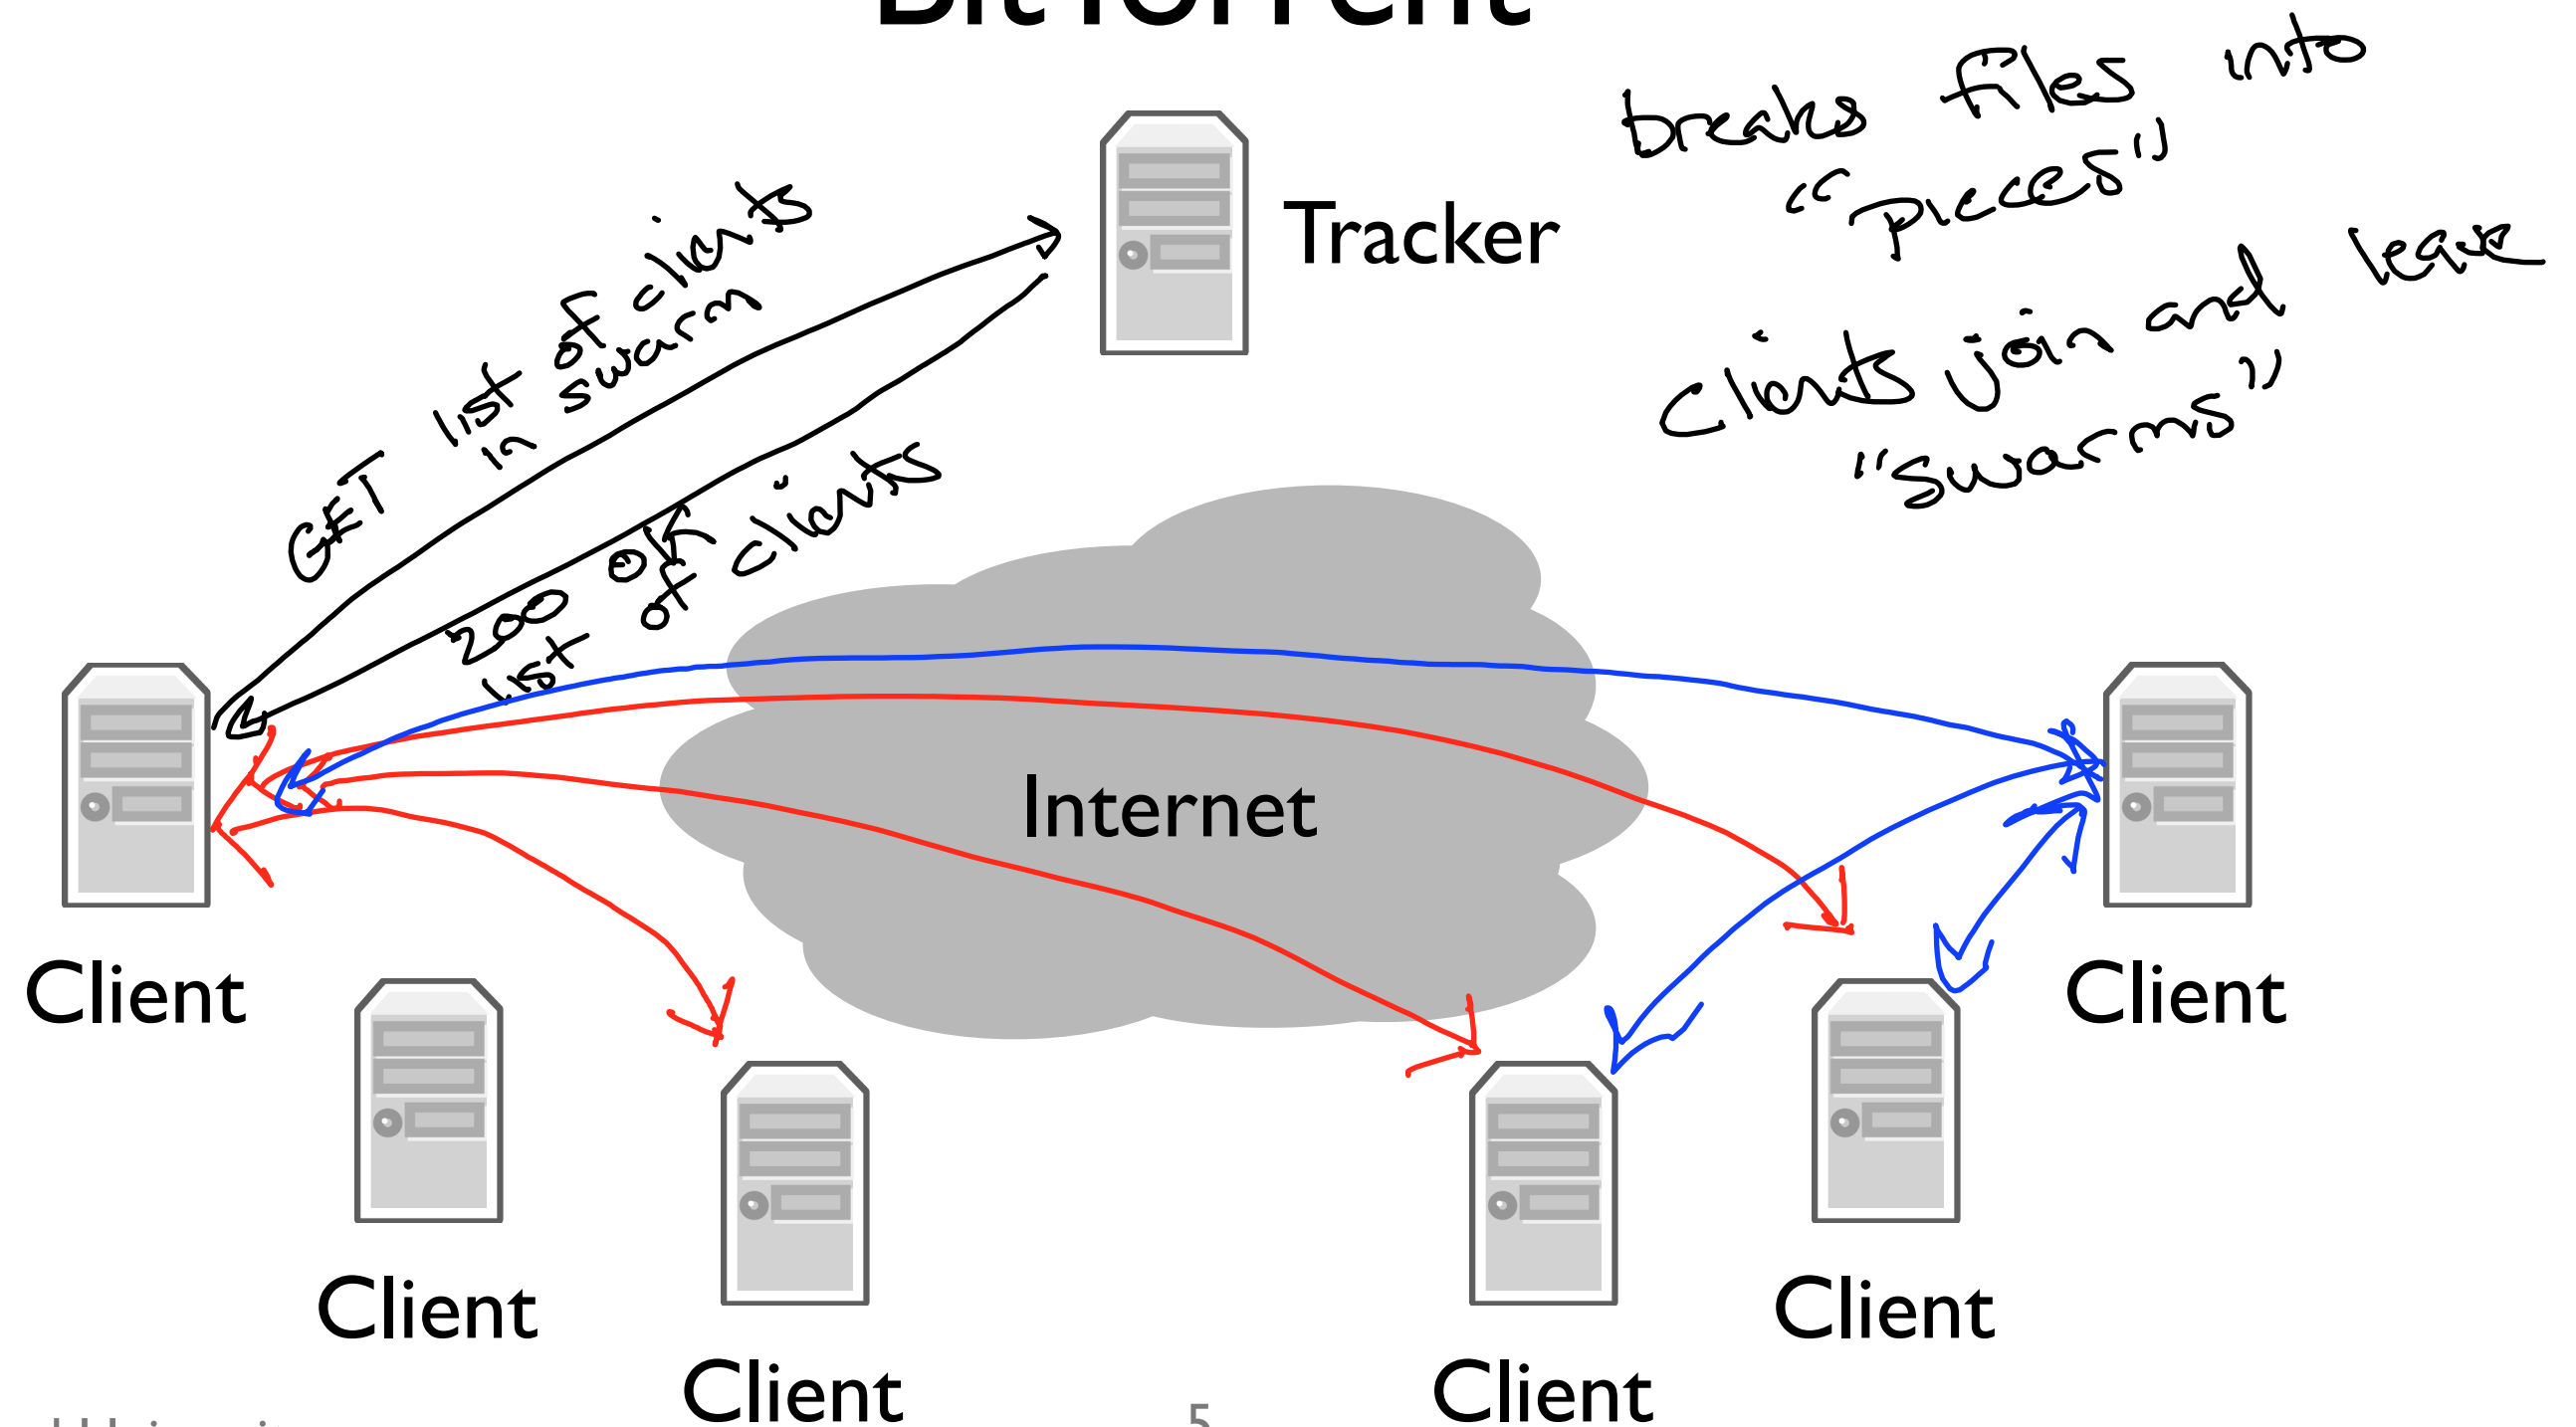 BitTorrent
breaks files into
"pieces"
Tracker
Clients join and leave
"swarms"
GET list of clients
in swarm
200 OK
list of clients
Internet
Client
Client
Client
Client
Client
Client
5